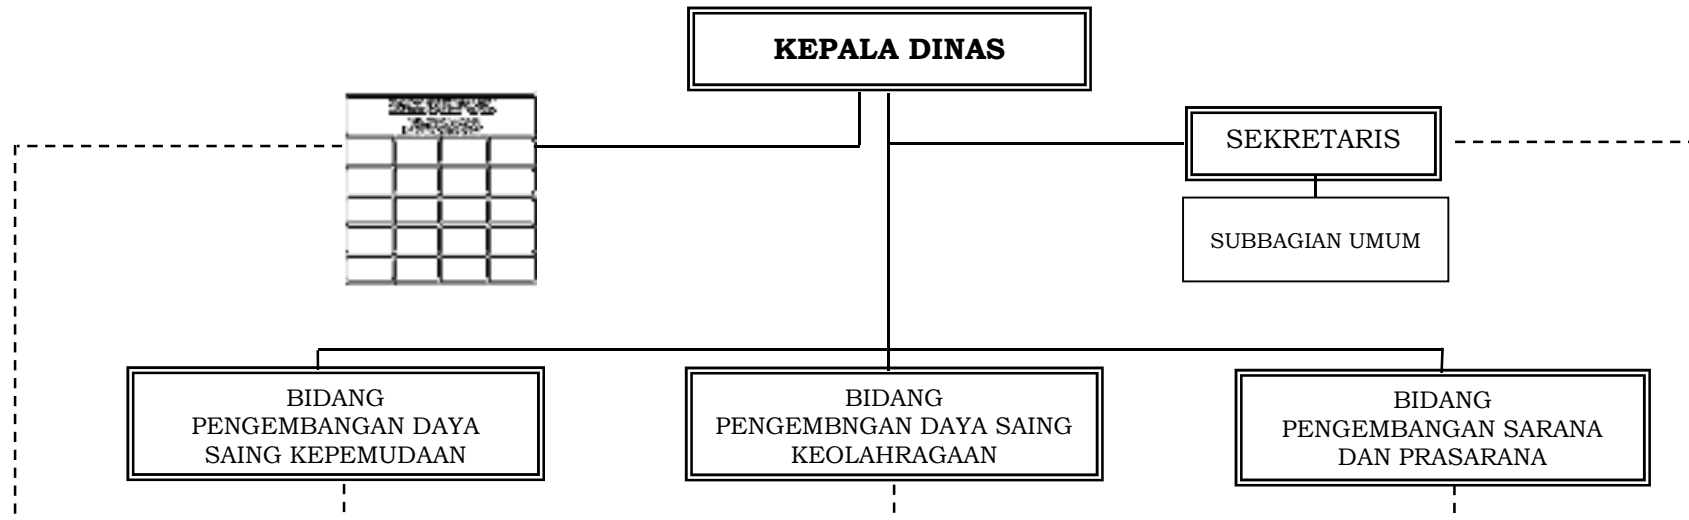 KEPALA DINAS
SEKRETARIS
SUBBAGIAN UMUM
BIDANG
PENGEMBANGAN DAYA
SAING KEPEMUDAAN
BIDANG
PENGEMBNGAN DAYA SAING
KEOLAHRAGAAN
BIDANG
PENGEMBANGAN SARANA
DAN PRASARANA